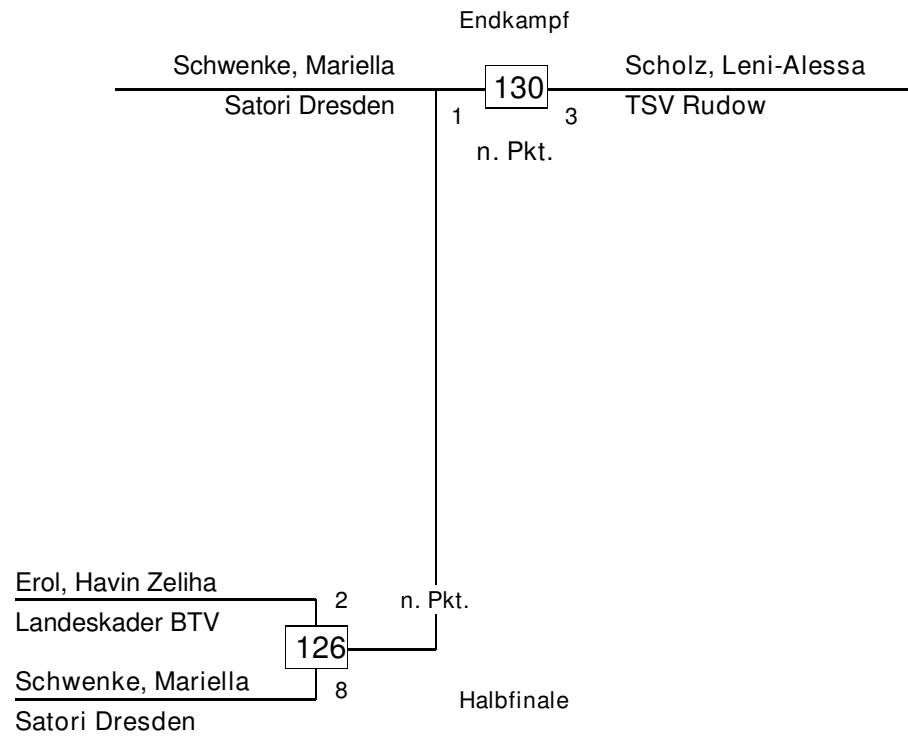 Endkampf
Schwenke, Mariella
130
Scholz, Leni-Alessa
Satori Dresden
1
3
TSV Rudow
n. Pkt.
Erol, Havin Zeliha
2
n. Pkt.
Landeskader BTV
126
Schwenke, Mariella
8
Halbfinale
Satori Dresden